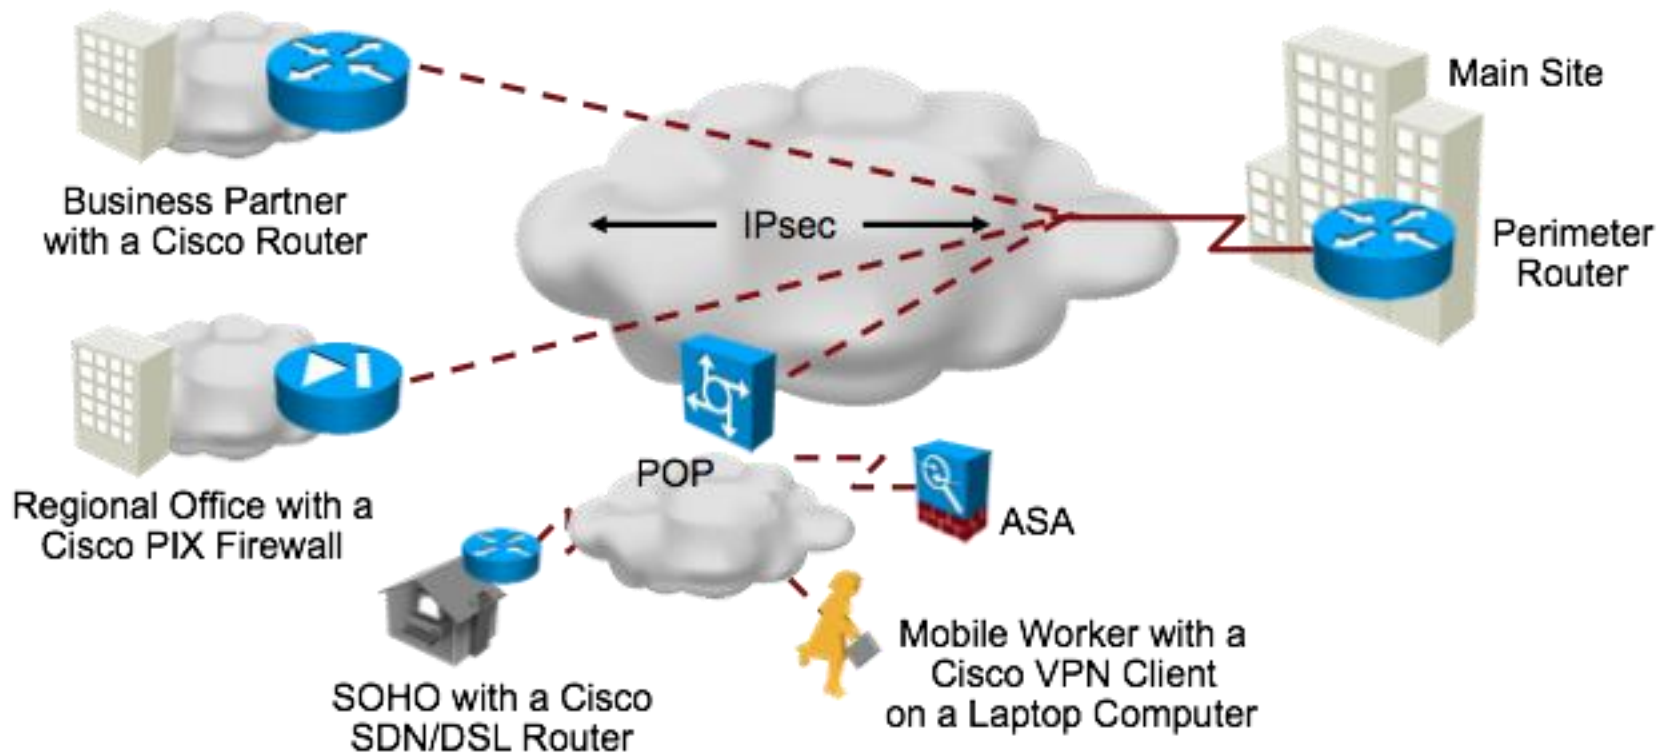 Main Site
Business Partner
with a Cisco Router
IPsec
Perimeter
Router
POP
Regional Office with a
Cisco PIX Firewall
ASA
Mobile Worker with a
Cisco VPN Client
on a Laptop Computer
SOHO with a Cisco
SDN/DSL Router